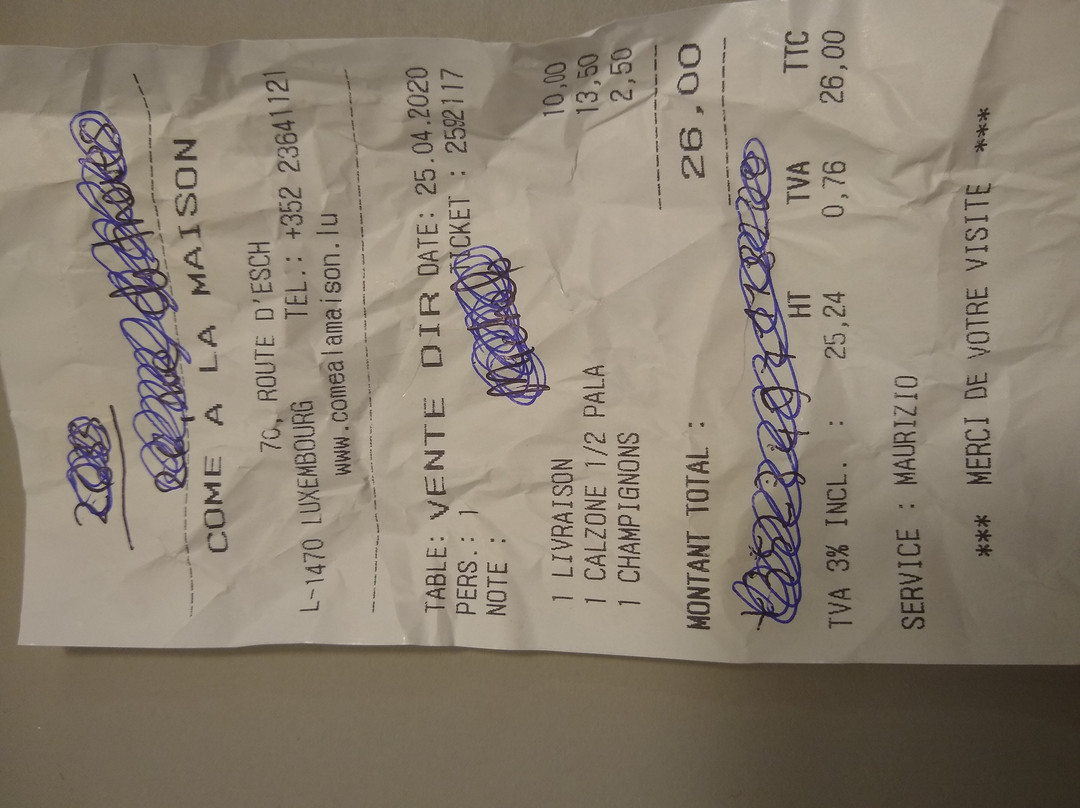 COME A LA MAISON
7C, ROUTE D'ESCH
L-1470 LUXEMBOURG TEL.: +352 23641121
www.comealamaison.lu
TABLE: VENTE DIR DATE: 25.04.2020
PERS.: 1 TICKET : 2592117
NOTE :
1 LIVRAISON 10,00
1 CALZONE 1/2 PALA 13,50
1 CHAMPIGNONS 2,50
MONTANT TOTAL : 26,00
HT TVA TTC
TVA 3% INCL. : 25,24 0,76 26,00
SERVICE : MAURIZIO
*** MERCI DE VOTRE VISITE ***